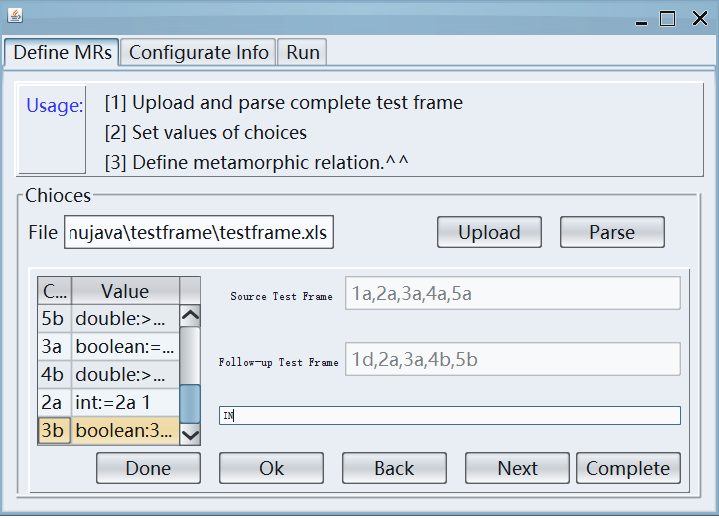 Define MRs Configurate Info Run
Usage:
[1] Upload and parse complete test frame
[2] Set values of choices
[3] Define metamorphic relation.^^
Chioces
File nujava\testframe\testframe.xls Upload Parse
C... Value
5b double:>...
3a boolean:=...
4b double:>...
2a int:=2a 1
3b boolean:3...
Source Test Frame 1a,2a,3a,4a,5a
Follow-up Test Frame 1d,2a,3a,4b,5b
IN
Done Ok Back Next Complete